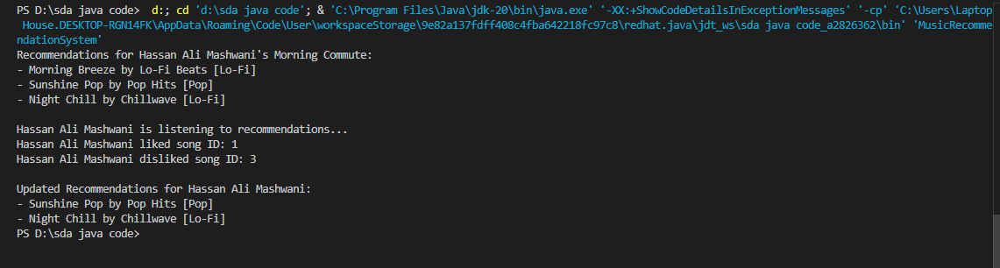 PS D:\sda java code>  d:; cd 'd:\sda java code'; & 'C:\Program Files\Java\jdk-20\bin\java.exe' '-XX:+ShowCodeDetailsInExceptionMessages' '-cp' 'C:\Users\Laptop
 House.DESKTOP-RGN14FK\AppData\Roaming\Code\User\workspaceStorage\9e82a137fdff408c4fba642218fc97c8\redhat.java\jdt_ws\sda java code_a2826362\bin' 'MusicRecomme
ndationSystem'
Recommendations for Hassan Ali Mashwani's Morning Commute:
- Morning Breeze by Lo-Fi Beats [Lo-Fi]
- Sunshine Pop by Pop Hits [Pop]
- Night Chill by Chillwave [Lo-Fi]

Hassan Ali Mashwani is listening to recommendations...
Hassan Ali Mashwani liked song ID: 1
Hassan Ali Mashwani disliked song ID: 3

Updated Recommendations for Hassan Ali Mashwani:
- Sunshine Pop by Pop Hits [Pop]
- Night Chill by Chillwave [Lo-Fi]
PS D:\sda java code>